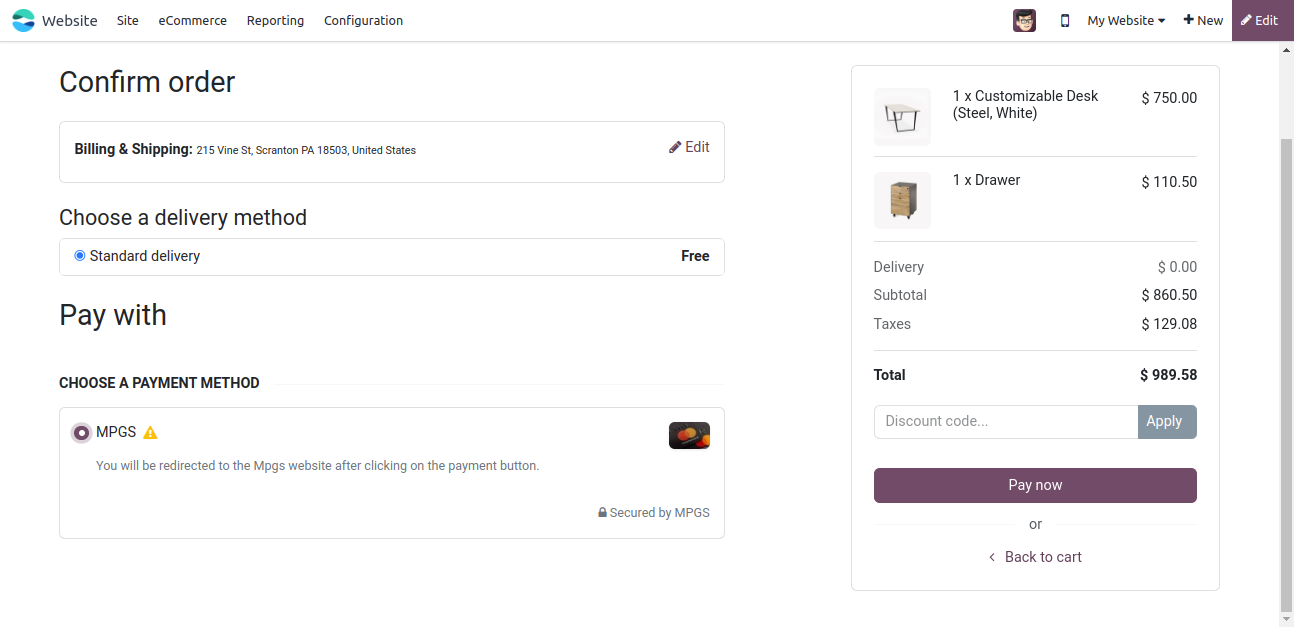 Website Site eCommerce Reporting Configuration My Website New Edit
Confirm order
Billing & Shipping: 215 Vine St, Scranton PA 18503, United States
Edit
Choose a delivery method
Standard delivery Free
Pay with
CHOOSE A PAYMENT METHOD
MPGS
You will be redirected to the Mpgs website after clicking on the payment button.
Secured by MPGS
1 x Customizable Desk $ 750.00
(Steel, White)
1 x Drawer $ 110.50
Delivery $ 0.00
Subtotal $ 860.50
Taxes $ 129.08
Total $ 989.58
Discount code... Apply
Pay now
or
Back to cart